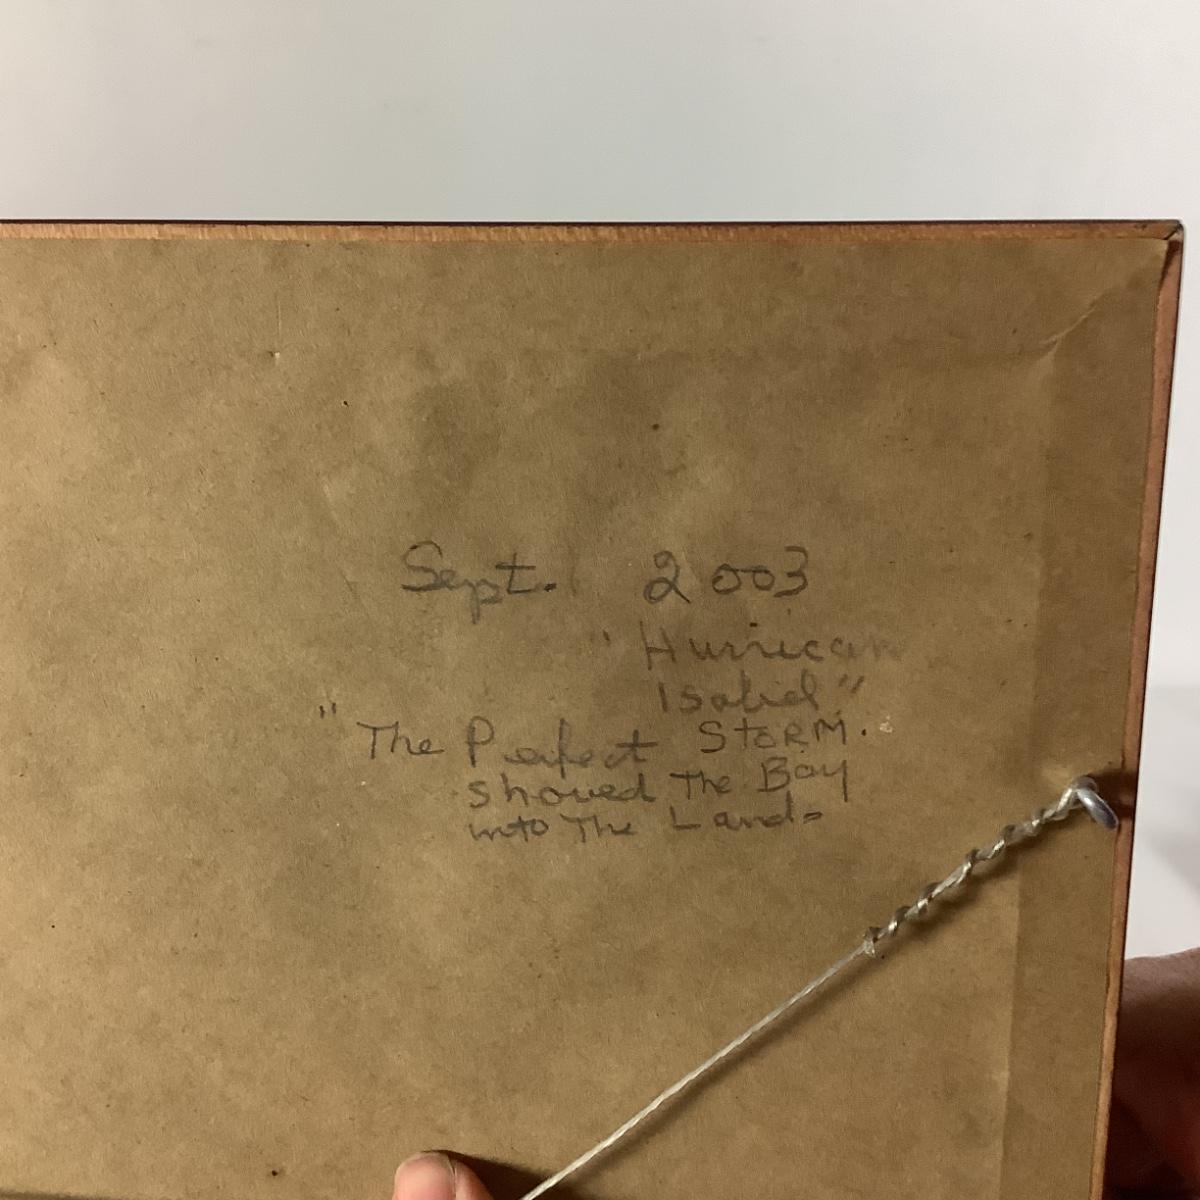 Sept. 2003
"Hurrican
Isabel"
"The Perfect STORM.
shoved The Bay
into The Land-